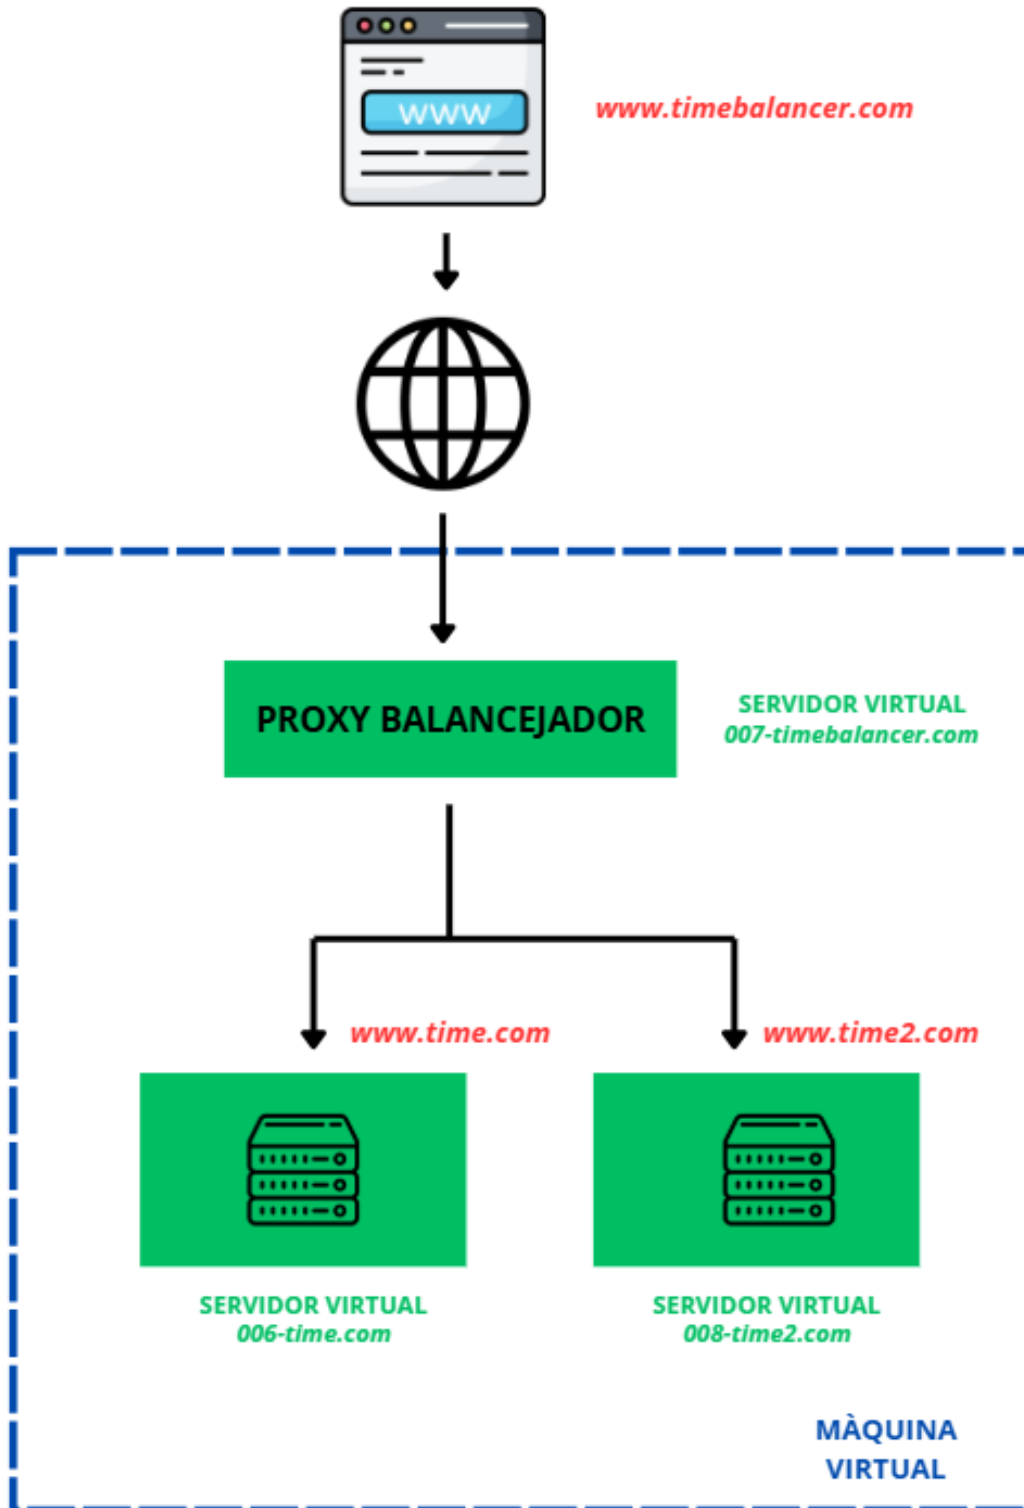 www
www.timebalancer.com
PROXY BALANCEJADOR
SERVIDOR VIRTUAL
007-timebalancer.com
www.time.com
www.time2.com
SERVIDOR VIRTUAL
006-time.com
SERVIDOR VIRTUAL
008-time2.com
MÀQUINA
VIRTUAL